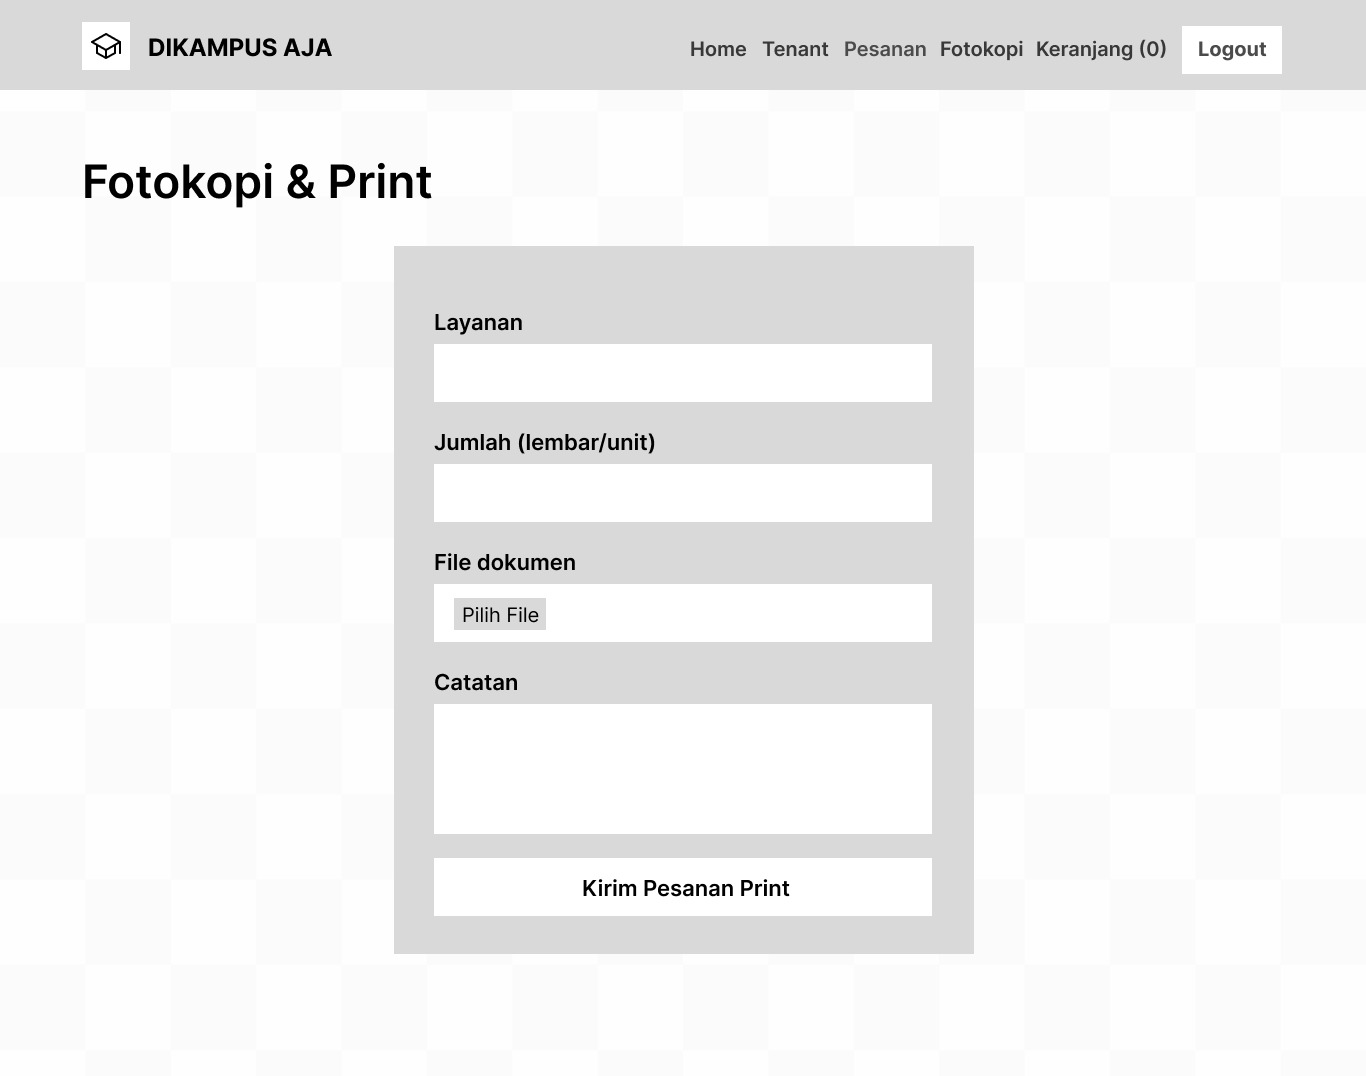 DIKAMPUS AJA
Home Tenant Pesanan Fotokopi Keranjang (0) Logout
Fotokopi & Print
Layanan
Jumlah (lembar/unit)
File dokumen
Pilih File
Catatan
Kirim Pesanan Print